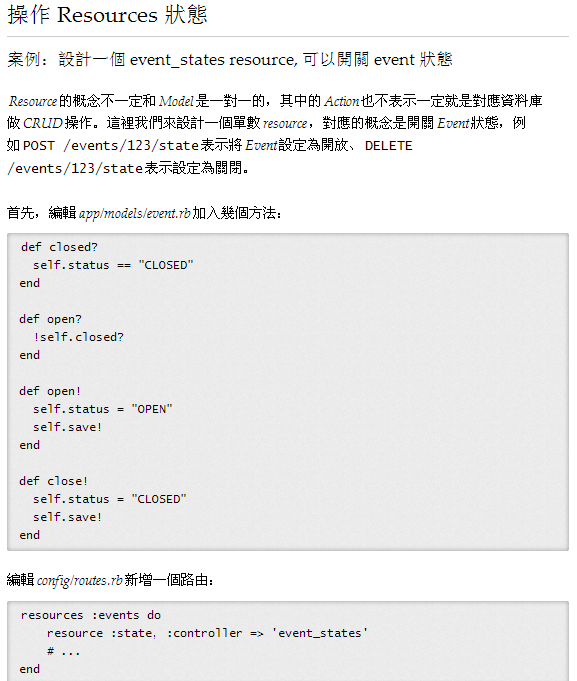 操作 Resources 狀態
案例：設計一個 event_states resource, 可以開關 event 狀態
Resource的概念不一定和Model是一對一的，其中的Action也不表示一定就是對應資料庫
做CRUD操作。這裡我們來設計一個單數resource，對應的概念是開關Event狀態，例
如POST /events/123/state表示將Event設定為開放、DELETE
/events/123/state表示設定為關閉。
首先，編輯app/models/event.rb加入幾個方法：
def closed?
  self.status == "CLOSED"
end
def open?
  !self.closed?
end
def open!
  self.status = "OPEN"
  self.save!
end
def close!
  self.status = "CLOSED"
  self.save!
end
編輯config/routes.rb新增一個路由：
resources :events do
    resource :state, :controller => 'event_states'
    # ...
end